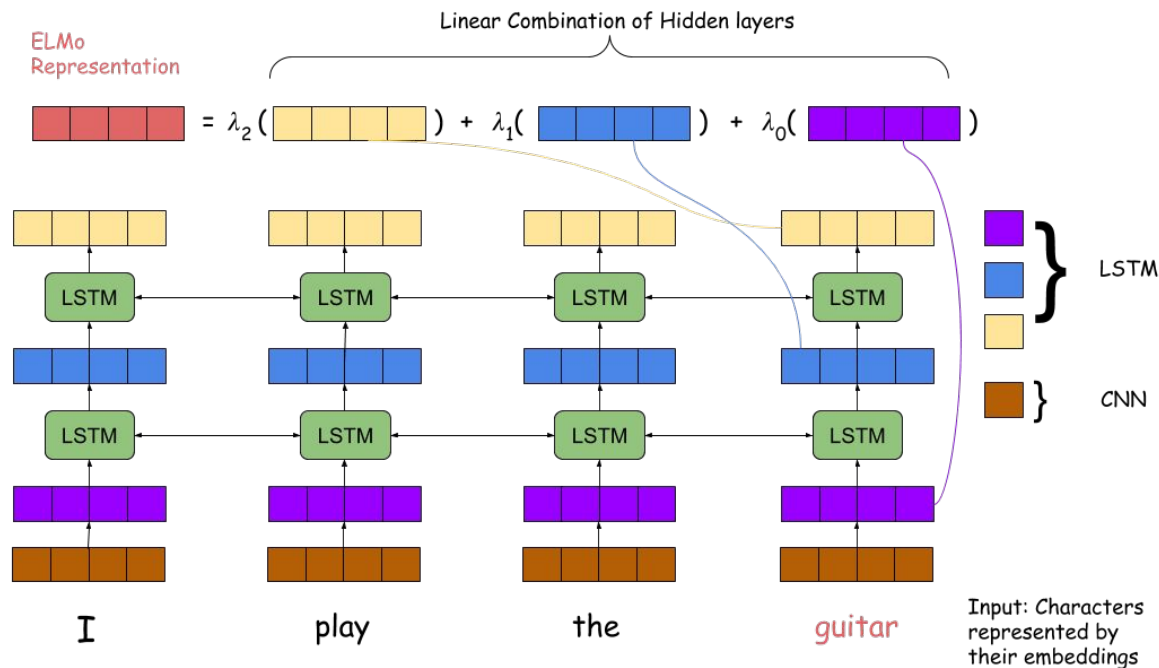 Linear Combination of Hidden layers
ELMo
Representation
= λ2( ) + λ1( ) + λ0( )
LSTM LSTM LSTM LSTM
LSTM
LSTM LSTM LSTM LSTM
CNN
I play the guitar
Input: Characters
represented by
their embeddings